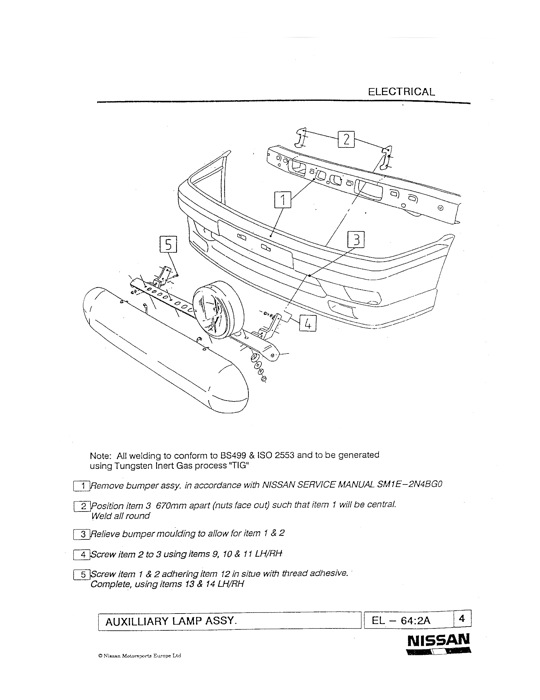 ELECTRICAL
2
1
3
5
4
Note: All welding to conform to BS499 & ISO 2553 and to be generated
using Tungsten Inert Gas process "TIG"
1 Remove bumper assy. in accordance with NISSAN SERVICE MANUAL SM1E-2N4BG0
2 Position item 3 670mm apart (nuts face out) such that item 1 will be central.
Weld all round
3 Relieve bumper moulding to allow for item 1 & 2
4 Screw item 2 to 3 using items 9, 10 & 11 LH/RH
5 Screw item 1 & 2 adhering item 12 in situe with thread adhesive.
Complete, using items 13 & 14 LH/RH
AUXILLIARY LAMP ASSY. EL - 64:2A 4
NISSAN
© Nissan Motorsports Europe Ltd